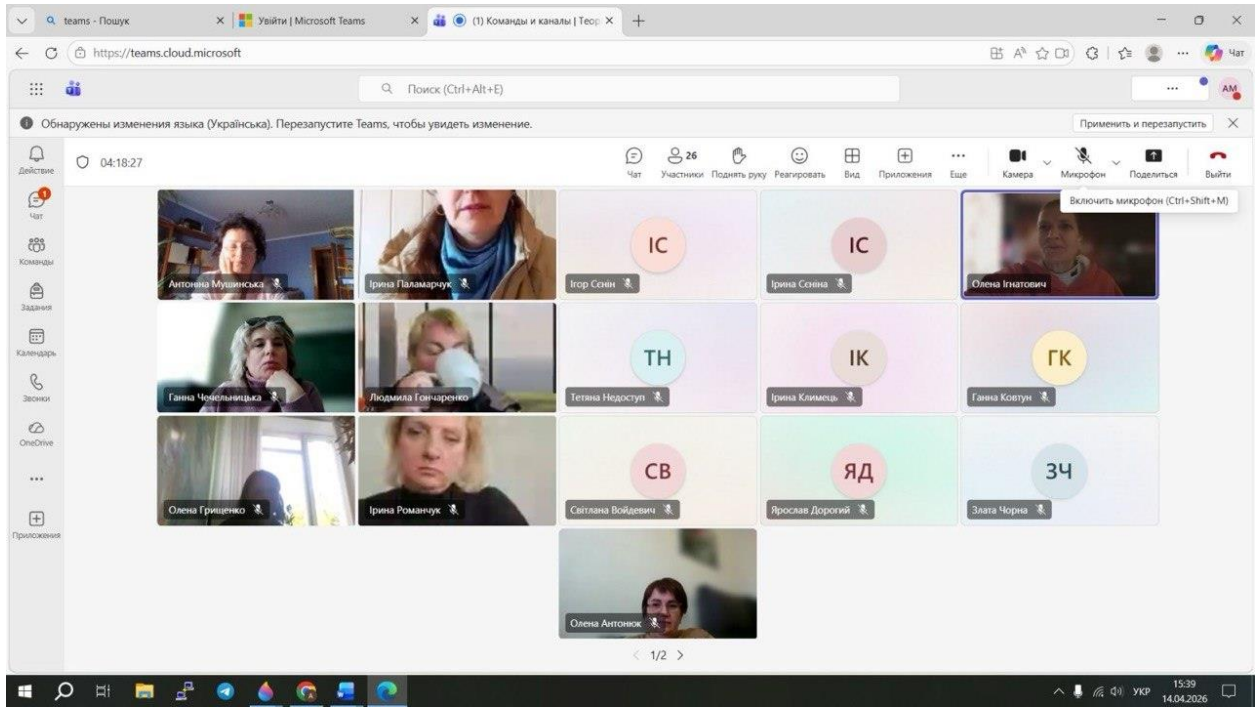 teams - Пошук
Увійти | Microsoft Teams
(1) Команды и каналы | Теор
https://teams.cloud.microsoft
Чат
Поиск (Ctrl+Alt+E)
AM
Обнаружены изменения языка (Українська). Перезапустите Teams, чтобы увидеть изменение.
Применить и перезапустить
Действие
1
Чат
Команды
Задания
Календарь
Звонки
OneDrive
Приложения
04:18:27
Чат
26
Участники
Поднять руку
Реагировать
Вид
Приложения
Еще
Камера
Микрофон
Поделиться
Выйти
Включить микрофон (Ctrl+Shift+M)
Антоніна Мушинська
Ірина Паламарчук
ІС
Ігор Сєнін
ІС
Ірина Сєніна
Олена Ігнатович
Ганна Чечельницька
Людмила Гончаренко
ТН
Тетяна Недоступ
ІК
Ірина Климець
ГК
Ганна Ковтун
Олена Грищенко
Ірина Романчук
СВ
Світлана Войдевич
ЯД
Ярослав Дорогий
ЗЧ
Злата Чорна
Олена Антонюк
1/2
УКР
15:39
14.04.2026